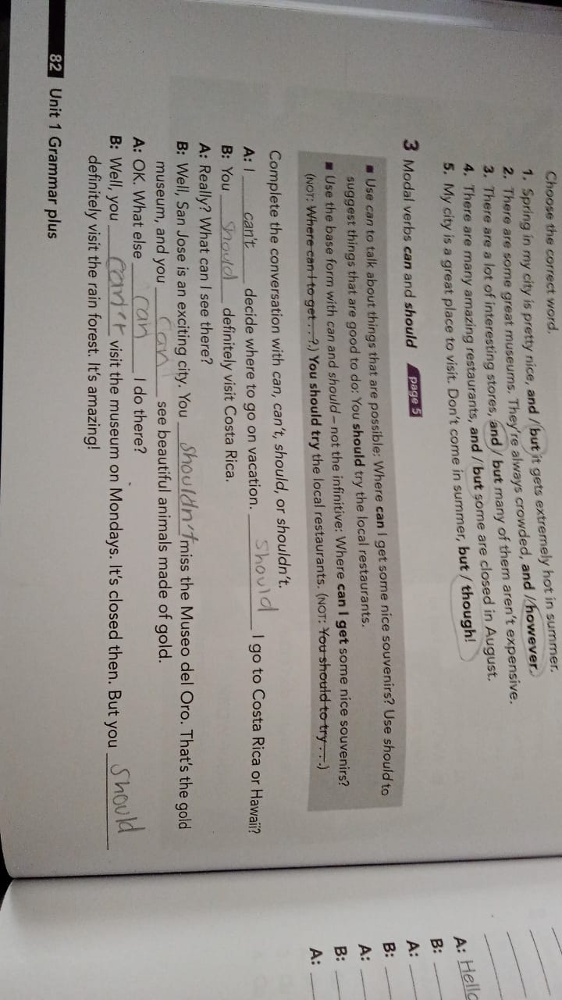 Choose the correct word.
1. Spring in my city is pretty nice, and / but it gets extremely hot in summer.
2. There are some great museums. They're always crowded, and / however.
3. There are a lot of interesting stores, and / but many of them aren't expensive.
4. There are many amazing restaurants, and / but some are closed in August.
5. My city is a great place to visit. Don't come in summer, but / though!
3 Modal verbs can and should page 5
■ Use can to talk about things that are possible: Where can I get some nice souvenirs? Use should to
suggest things that are good to do: You should try the local restaurants.
■ Use the base form with can and should – not the infinitive: Where can I get some nice souvenirs?
(NOT: Where can I to get . . .?) You should try the local restaurants. (NOT: You should to try . . .)
Complete the conversation with can, can't, should, or shouldn't.
A: I can't decide where to go on vacation. should I go to Costa Rica or Hawaii?
B: You should definitely visit Costa Rica.
A: Really? What can I see there?
B: Well, San Jose is an exciting city. You shouldn't miss the Museo del Oro. That's the gold
museum, and you can see beautiful animals made of gold.
A: OK. What else can I do there?
B: Well, you can't visit the museum on Mondays. It's closed then. But you should
definitely visit the rain forest. It's amazing!
82 Unit 1 Grammar plus
A: Hello
B:
A:
B:
A:
B:
A: